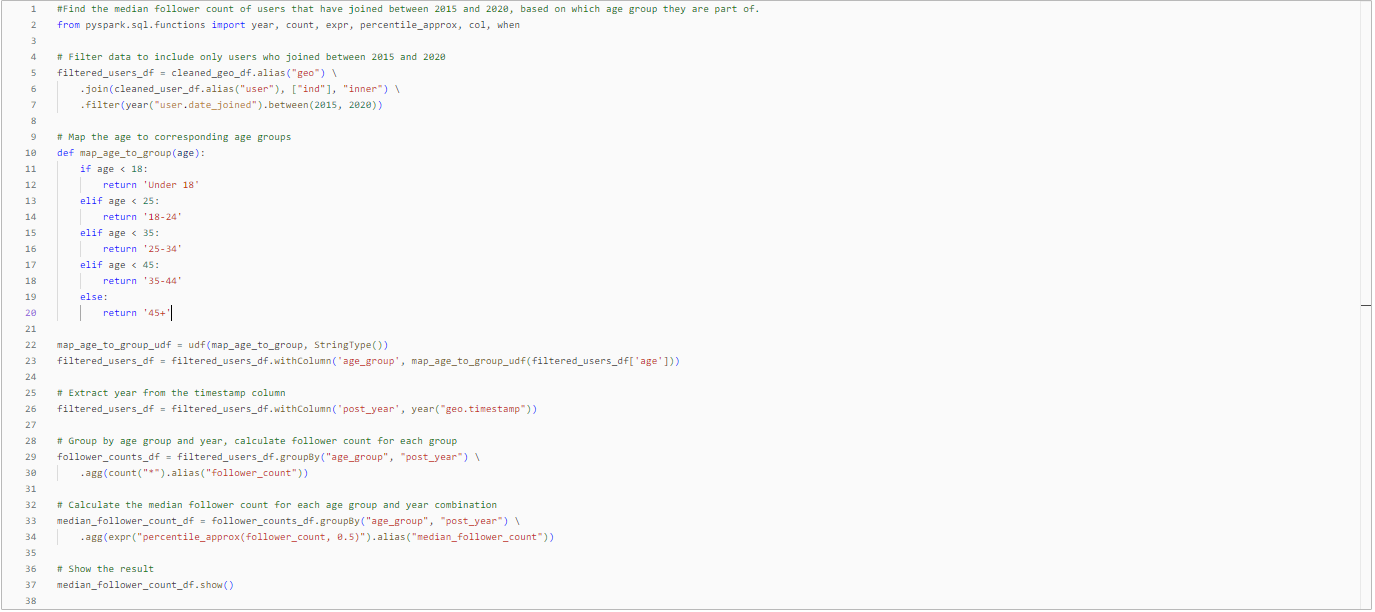 1 #Find the median follower count of users that have joined between 2015 and 2020, based on which age group they are part of.
2 from pyspark.sql.functions import year, count, expr, percentile_approx, col, when
3
4 # Filter data to include only users who joined between 2015 and 2020
5 filtered_users_df = cleaned_geo_df.alias("geo") \
6     .join(cleaned_user_df.alias("user"), ["ind"], "inner") \
7     .filter(year("user.date_joined").between(2015, 2020))
8
9 # Map the age to corresponding age groups
10 def map_age_to_group(age):
11     if age < 18:
12         return 'Under 18'
13     elif age < 25:
14         return '18-24'
15     elif age < 35:
16         return '25-34'
17     elif age < 45:
18         return '35-44'
19     else:
20         return '45+'
21
22 map_age_to_group_udf = udf(map_age_to_group, StringType())
23 filtered_users_df = filtered_users_df.withColumn('age_group', map_age_to_group_udf(filtered_users_df['age']))
24
25 # Extract year from the timestamp column
26 filtered_users_df = filtered_users_df.withColumn('post_year', year("geo.timestamp"))
27
28 # Group by age group and year, calculate follower count for each group
29 follower_counts_df = filtered_users_df.groupBy("age_group", "post_year") \
30     .agg(count("*").alias("follower_count"))
31
32 # Calculate the median follower count for each age group and year combination
33 median_follower_count_df = follower_counts_df.groupBy("age_group", "post_year") \
34     .agg(expr("percentile_approx(follower_count, 0.5)").alias("median_follower_count"))
35
36 # Show the result
37 median_follower_count_df.show()
38